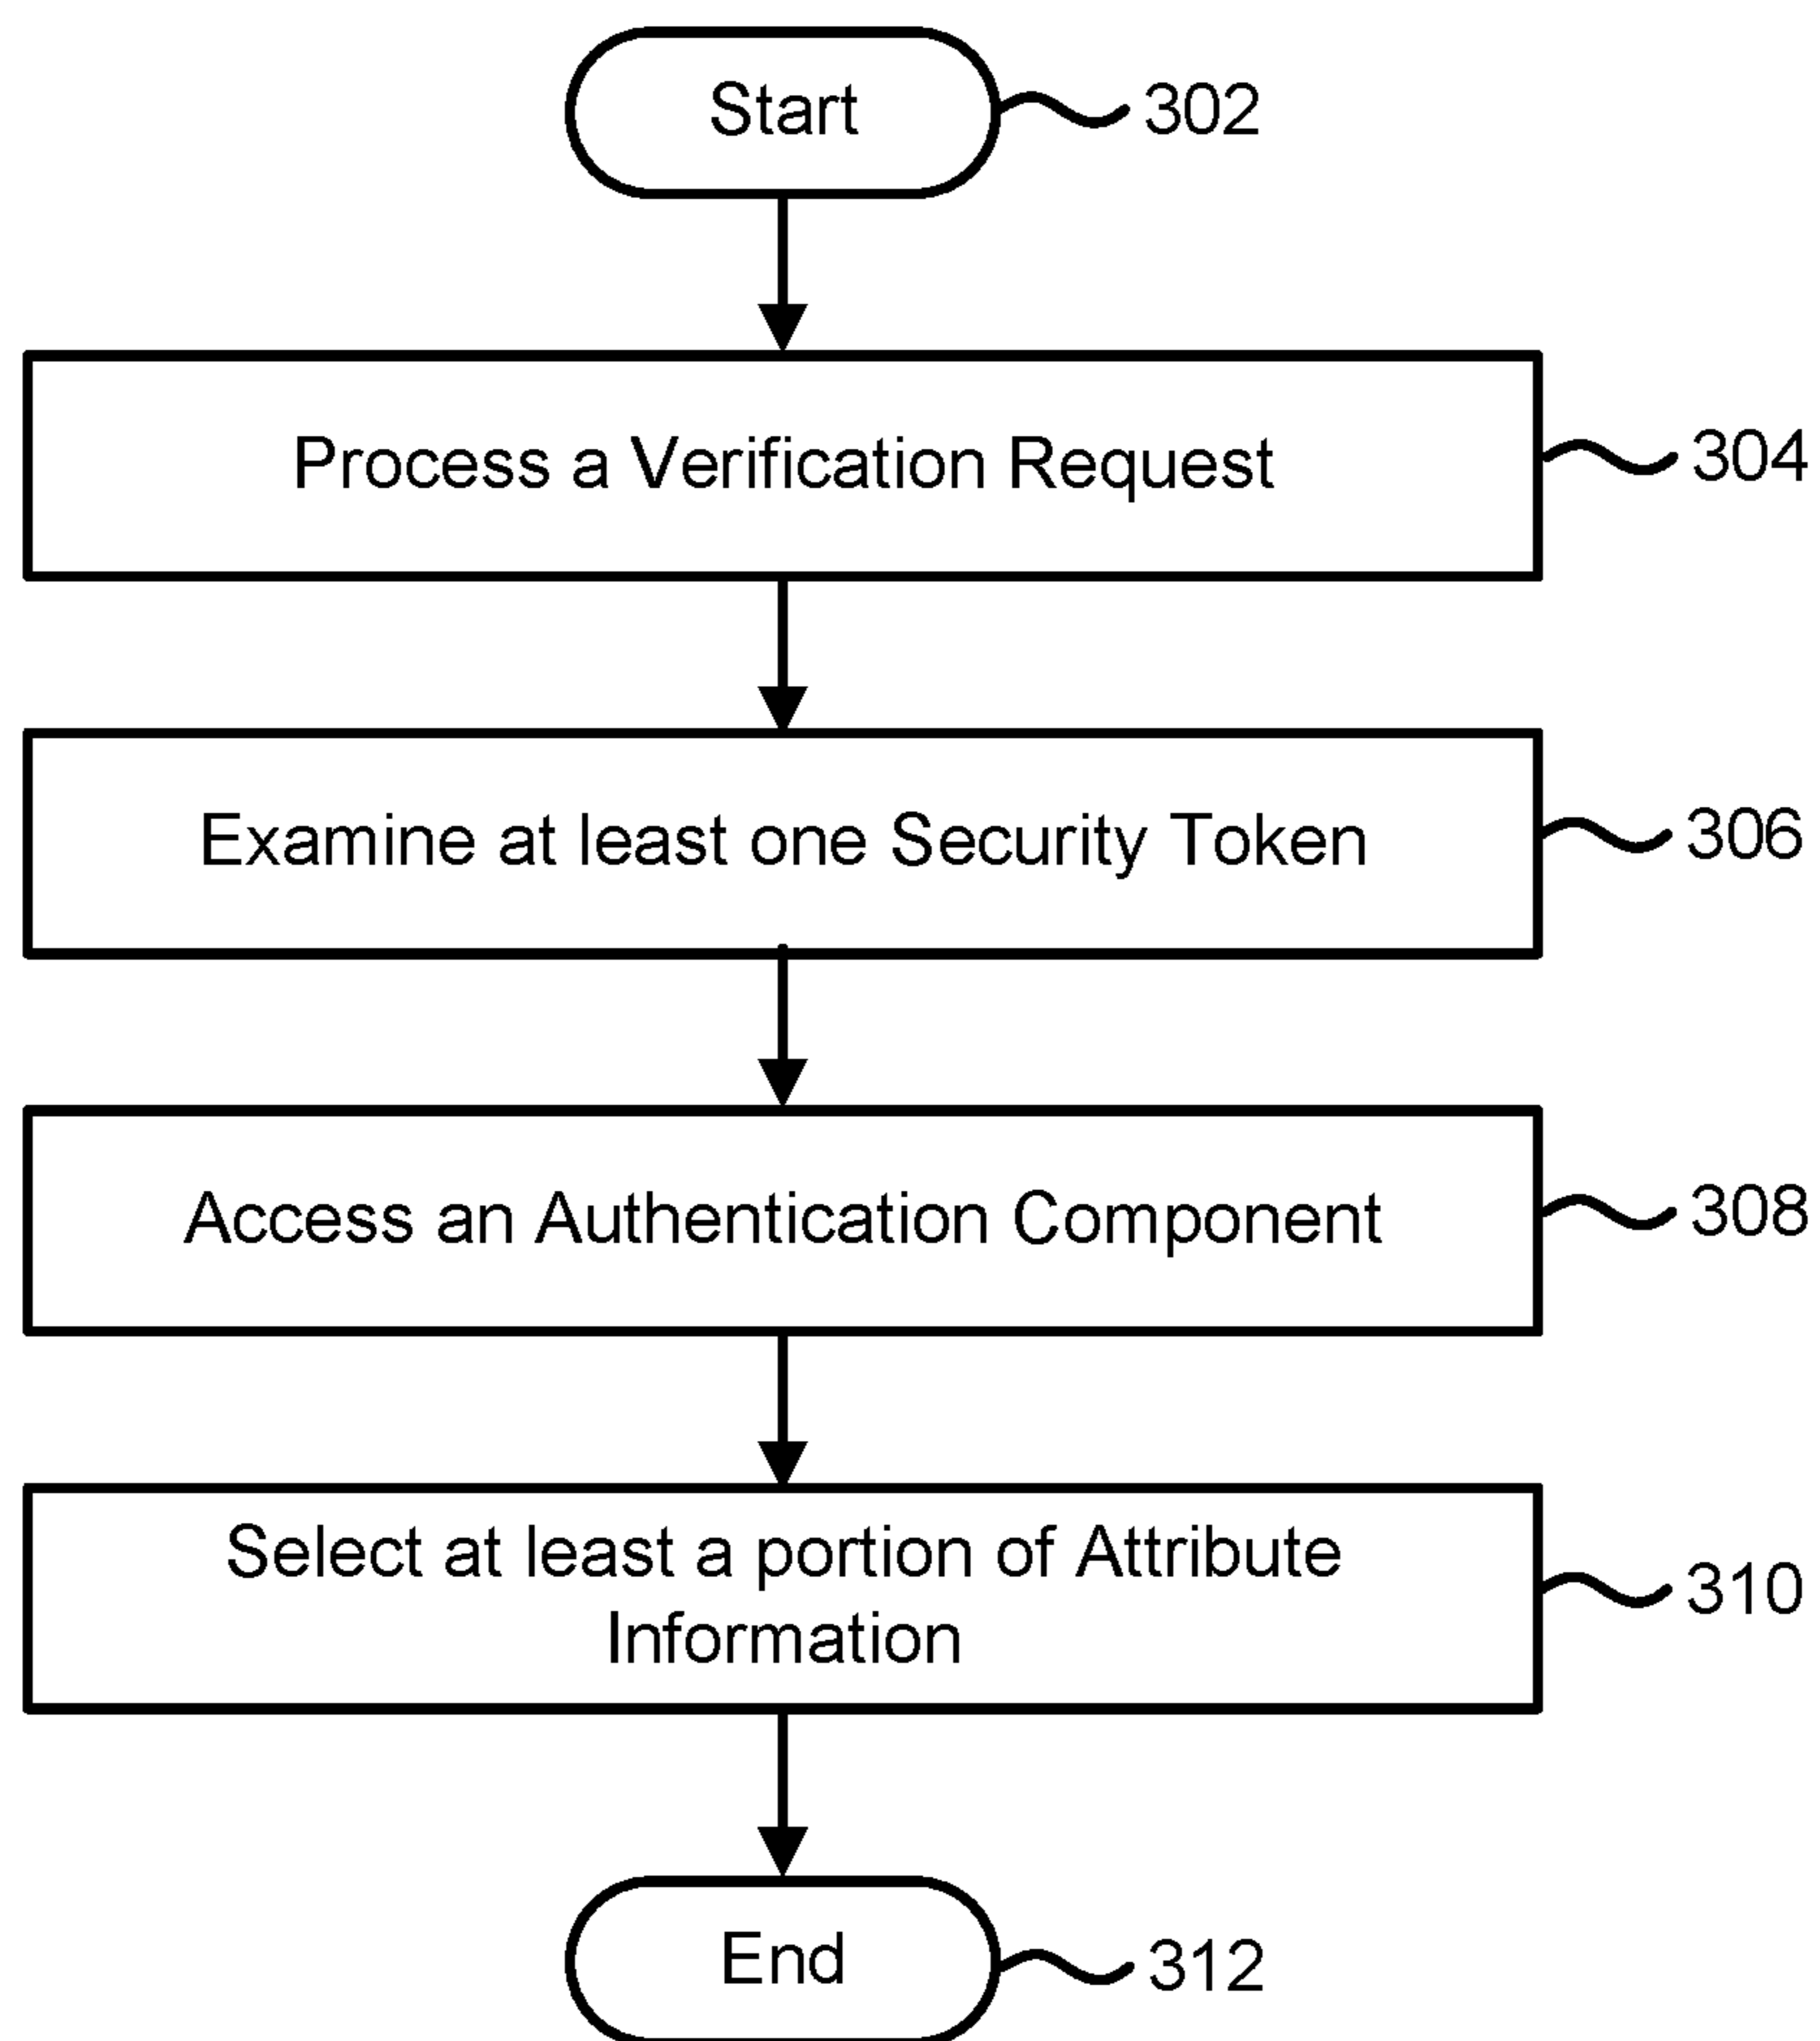 Start
302
Process a Verification Request
304
Examine at least one Security Token
306
Access an Authentication Component
308
Select at least a portion of Attribute
Information
310
End
312